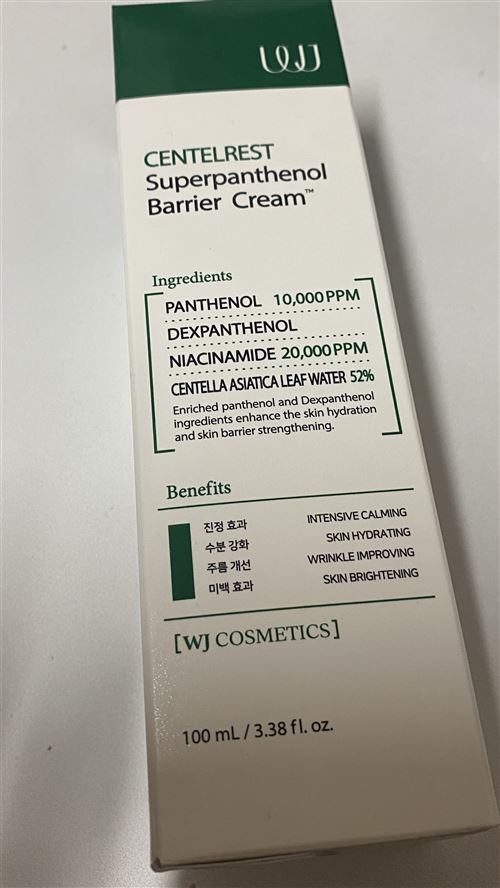 WJ
CENTELREST
Superpanthenol
Barrier Cream™
Ingredients
PANTHENOL 10,000 PPM
DEXPANTHENOL
NIACINAMIDE 20,000 PPM
CENTELLA ASIATICA LEAF WATER 52%
Enriched panthenol and Dexpanthenol
ingredients enhance the skin hydration
and skin barrier strengthening.
Benefits
진정 효과 INTENSIVE CALMING
수분 강화 SKIN HYDRATING
주름 개선 WRINKLE IMPROVING
미백 효과 SKIN BRIGHTENING
[WJ COSMETICS]
100 mL / 3.38 fl. oz.